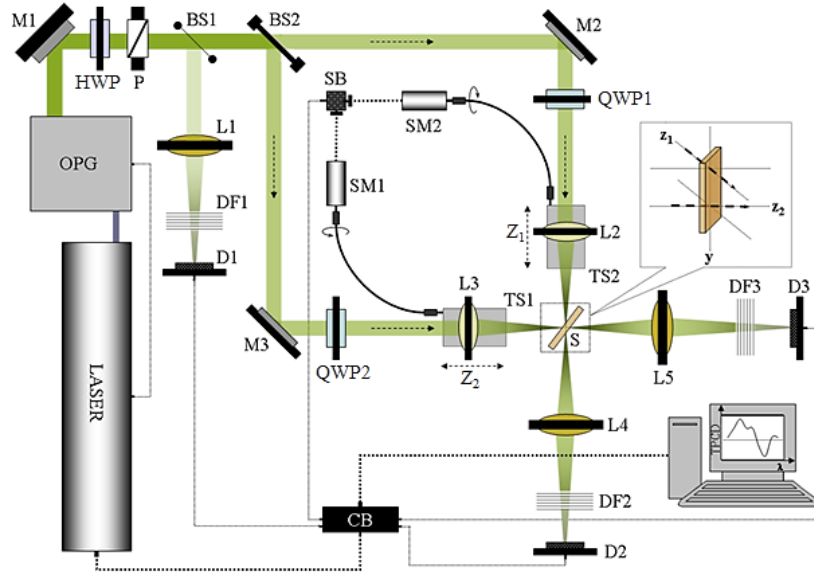 M1
BS1
BS2
M2
HWP
P
SB
SM2
QWP1
L1
OPG
SM1
z₁
z₂
y
DF1
Z₁
L2
D1
L3
TS1
TS2
DF3
D3
S
M3
QWP2
Z₂
L5
LASER
L4
TPCD
λ
DF2
CB
D2